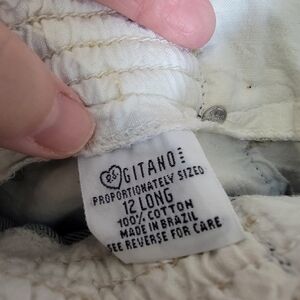 GITANO
PROPORTIONATELY SIZED
12 LONG
100% COTTON
MADE IN BRAZIL
SEE REVERSE FOR CARE